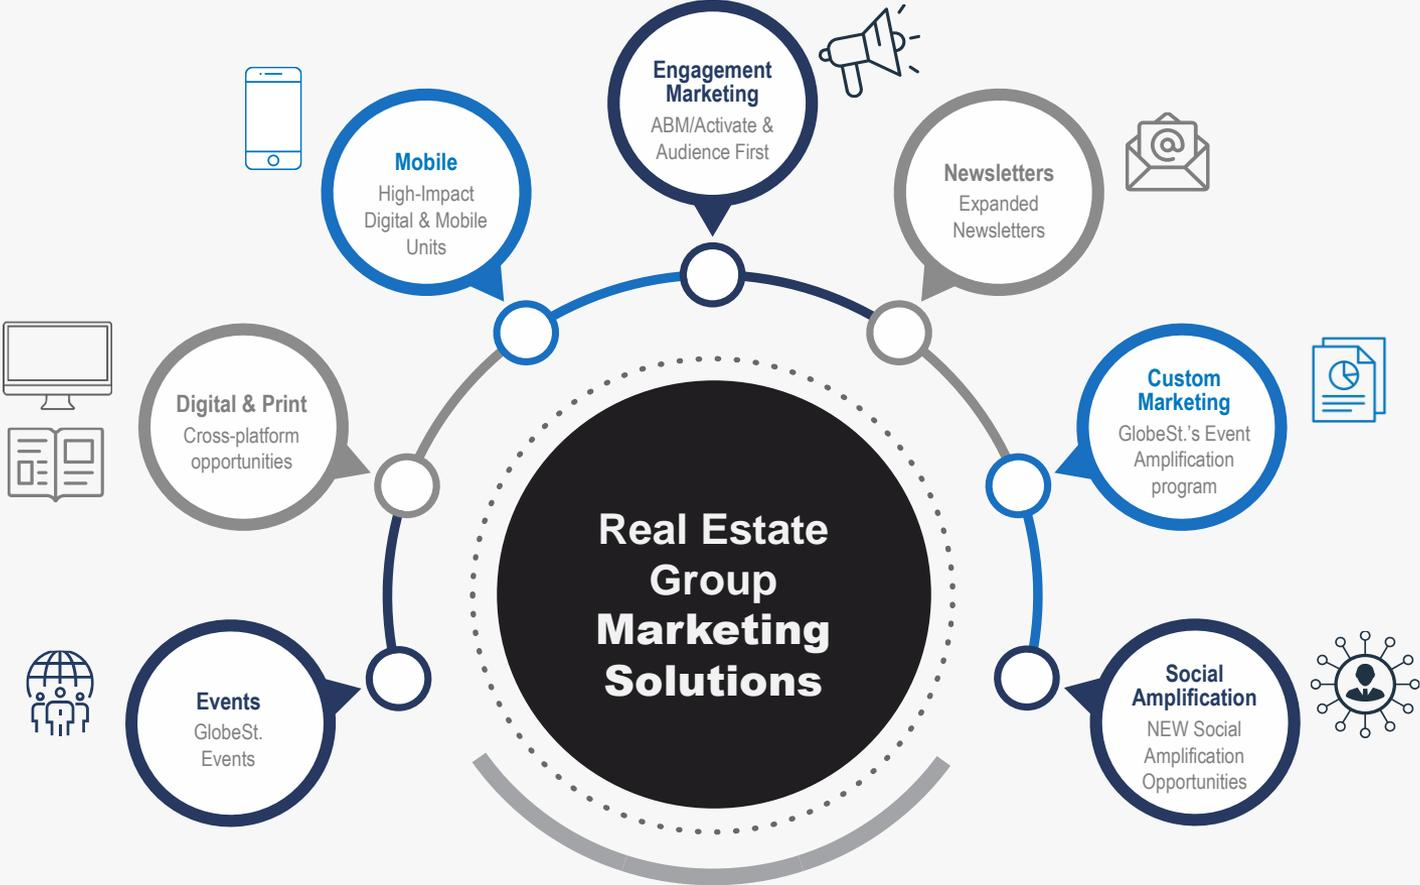 Engagement
Marketing
ABM/Activate &
Audience First
Mobile
High-Impact
Digital & Mobile
Units
Newsletters
Expanded
Newsletters
Digital & Print
Cross-platform
opportunities
Custom
Marketing
GlobeSt.'s Event
Amplification
program
Real Estate
Group
Marketing
Solutions
Events
GlobeSt.
Events
Social
Amplification
NEW Social
Amplification
Opportunities